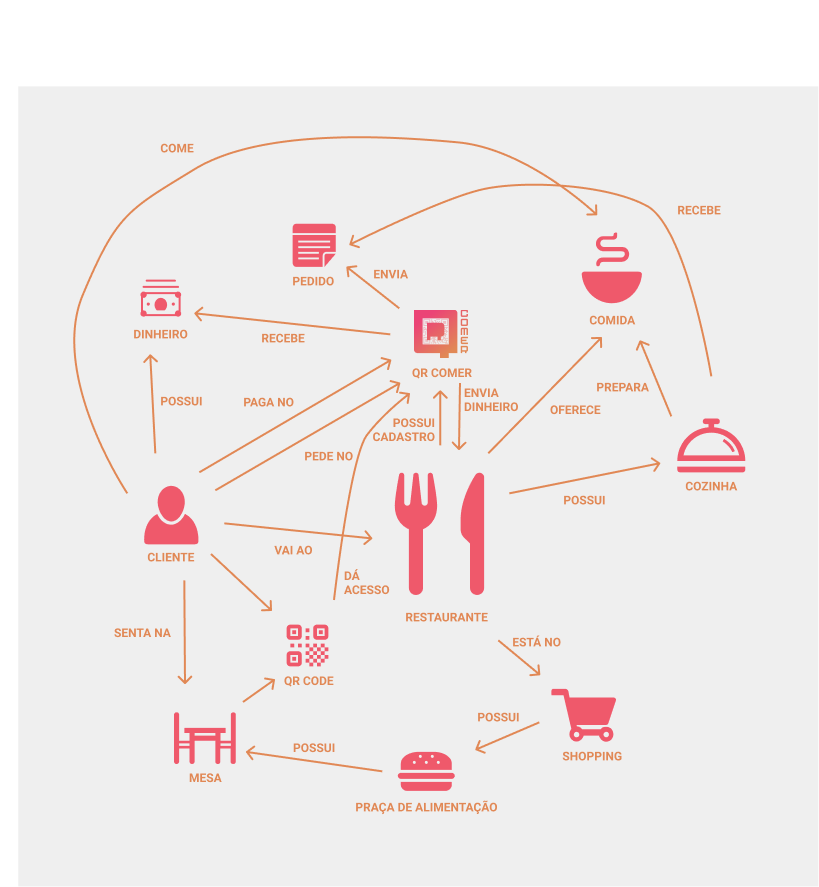 COME
RECEBE
PEDIDO
ENVIA
DINHEIRO
RECEBE
COMER
QR COMER
COMIDA
POSSUI
PAGA NO
ENVIA
DINHEIRO
PREPARA
OFERECE
POSSUI
CADASTRO
PEDE NO
COZINHA
POSSUI
CLIENTE
VAI AO
DÁ
ACESSO
RESTAURANTE
SENTA NA
ESTÁ NO
QR CODE
POSSUI
POSSUI
SHOPPING
MESA
PRAÇA DE ALIMENTAÇÃO